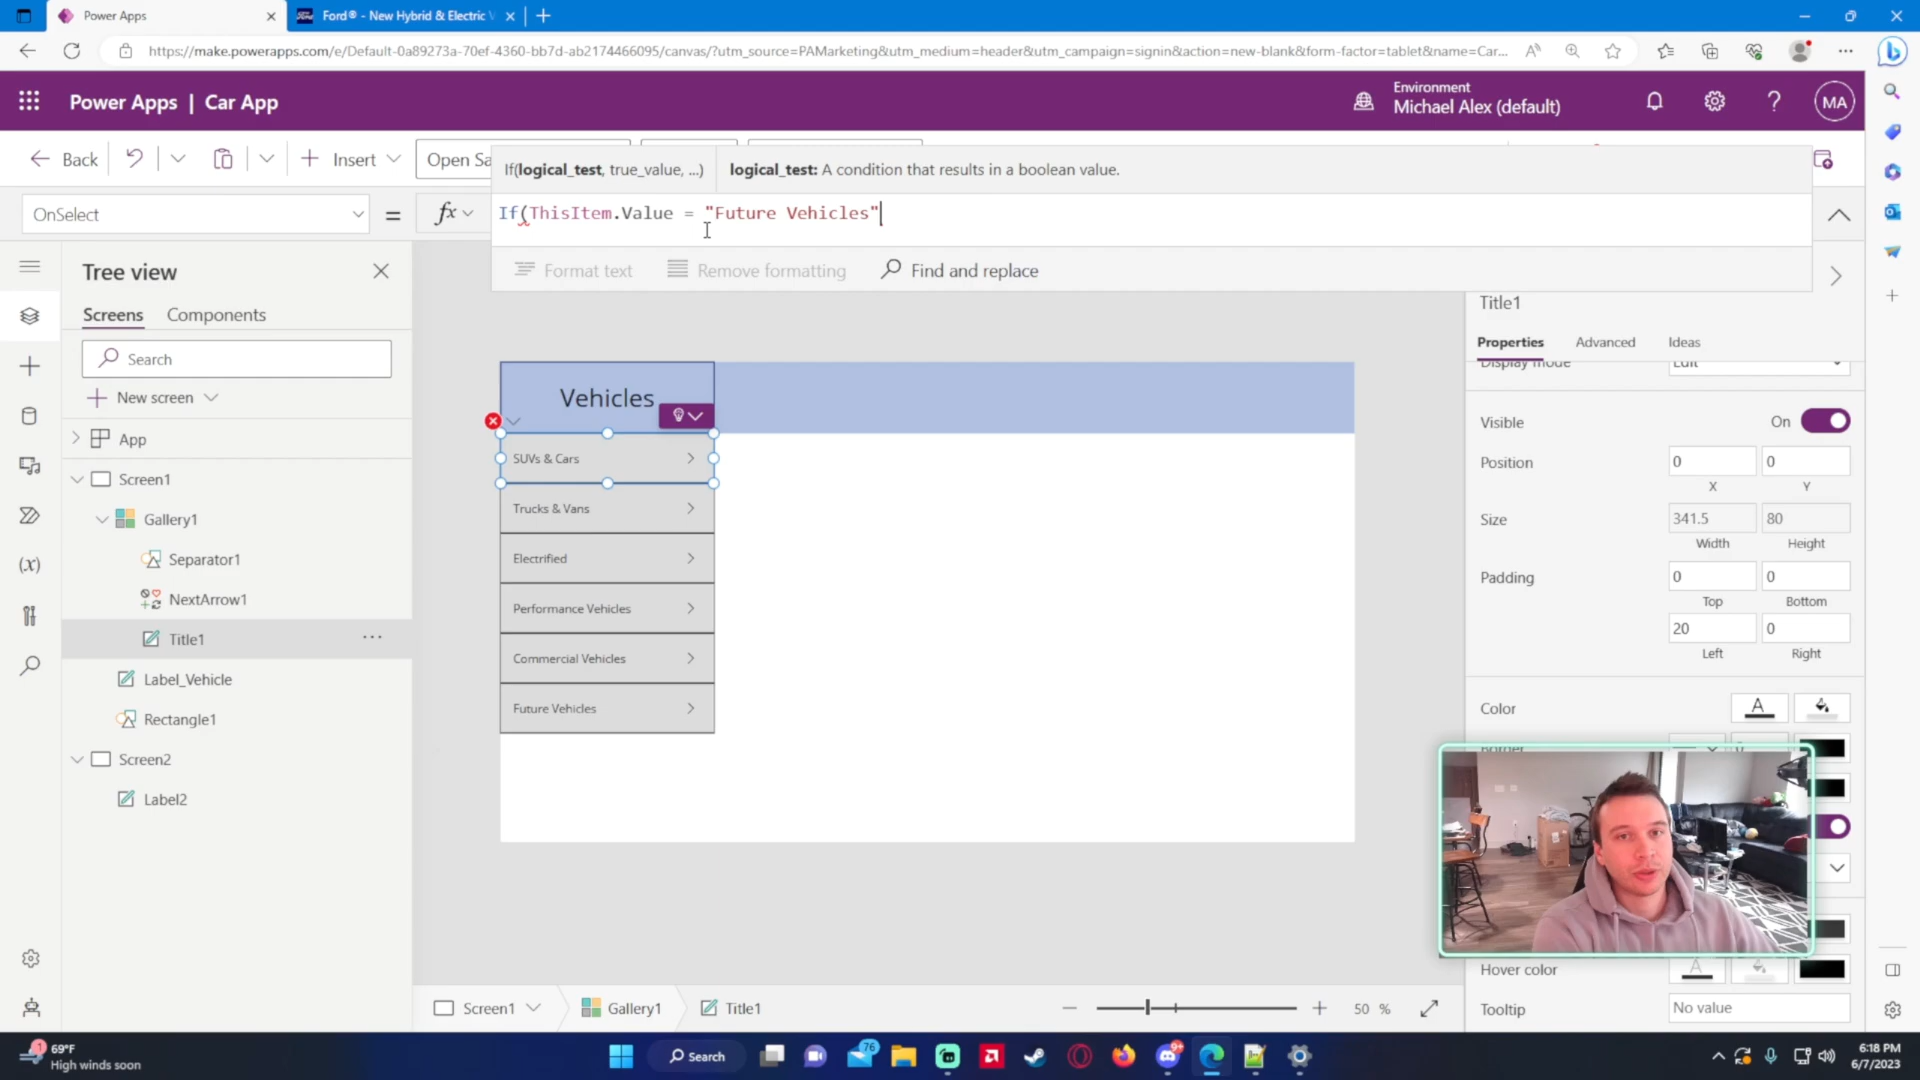 Power Apps
Ford® - New Hybrid & Electric V
https://make.powerapps.com/e/Default-0a89273a-70ef-4360-bb7d-ab2174466095/canvas/?utm_source=PAMarketing&utm_medium=header&utm_campaign=signin&action=new-blank&form-factor=tablet&name=Car...
Power Apps | Car App
Environment
Michael Alex (default)
MA
Back
Insert
Open Sa
If(logical_test, true_value, ...)
logical_test: A condition that results in a boolean value.
OnSelect
=
fx
If(ThisItem.Value = "Future Vehicles"
Format text
Remove formatting
Find and replace
Tree view
Screens
Components
Search
New screen
App
Screen1
Gallery1
Separator1
NextArrow1
Title1
Label_Vehicle
Rectangle1
Screen2
Label2
Vehicles
SUVs & Cars
Trucks & Vans
Electrified
Performance Vehicles
Commercial Vehicles
Future Vehicles
Title1
Properties
Advanced
Ideas
Display mode
Edit
Visible
On
Position
0
0
X
Y
Size
341.5
80
Width
Height
Padding
0
0
Top
Bottom
20
0
Left
Right
Color
Border
0
Hover color
Tooltip
No value
Screen1
Gallery1
Title1
50 %
69°F
High winds soon
Search
76
6:18 PM
6/7/2023